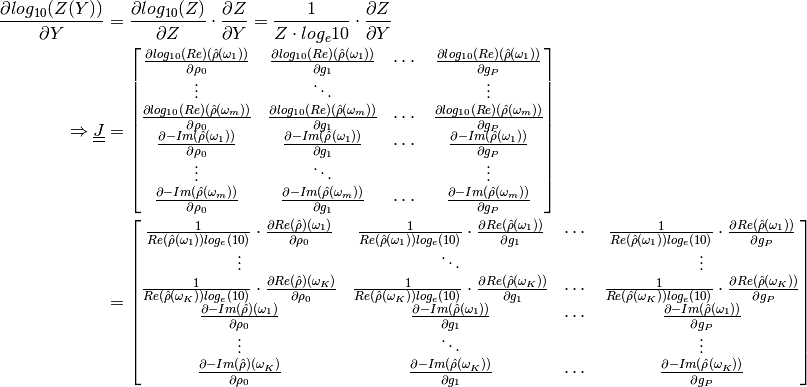 \frac{\partial log_{10}(Z(Y))}{\partial Y} = \frac{\partial log_{10}(Z)}{\partial Z} \cdot \frac{\partial Z}{\partial Y} = \frac{1}{Z \cdot log_e 10} \cdot \frac{\partial Z}{\partial Y}
\Rightarrow \underline{\underline{J}} = \begin{bmatrix} \frac{\partial log_{10}(Re)(\hat{\rho}(\omega_1))}{\partial \rho_0} & \frac{\partial log_{10}(Re)(\hat{\rho}(\omega_1))}{\partial g_1} & \cdots & \frac{\partial log_{10}(Re)(\hat{\rho}(\omega_1))}{\partial g_P} \\
\vdots & \ddots & & \vdots \\
\frac{\partial log_{10}(Re)(\hat{\rho}(\omega_m))}{\partial \rho_0} & \frac{\partial log_{10}(Re)(\hat{\rho}(\omega_m))}{\partial g_1} & \cdots & \frac{\partial log_{10}(Re)(\hat{\rho}(\omega_m))}{\partial g_P} \\
\frac{\partial -Im(\hat{\rho}(\omega_1))}{\partial \rho_0} & \frac{\partial -Im(\hat{\rho}(\omega_1))}{\partial g_1} & \cdots & \frac{\partial -Im(\hat{\rho}(\omega_1))}{\partial g_P} \\
\vdots & \ddots & & \vdots \\
\frac{\partial -Im(\hat{\rho}(\omega_m))}{\partial \rho_0} & \frac{\partial -Im(\hat{\rho}(\omega_m))}{\partial g_1} & \cdots & \frac{\partial -Im(\hat{\rho}(\omega_m))}{\partial g_P} \end{bmatrix}
= \begin{bmatrix} \frac{1}{Re(\hat{\rho}(\omega_1))log_e(10)} \cdot \frac{\partial Re(\hat{\rho})(\omega_1)}{\partial \rho_0} & \frac{1}{Re(\hat{\rho}(\omega_1))log_e(10)} \cdot \frac{\partial Re(\hat{\rho}(\omega_1))}{\partial g_1} & \cdots & \frac{1}{Re(\hat{\rho}(\omega_1))log_e(10)} \cdot \frac{\partial Re(\hat{\rho}(\omega_1))}{\partial g_P} \\
\vdots & \ddots & & \vdots \\
\frac{1}{Re(\hat{\rho}(\omega_K))log_e(10)} \cdot \frac{\partial Re(\hat{\rho})(\omega_K)}{\partial \rho_0} & \frac{1}{Re(\hat{\rho}(\omega_K))log_e(10)} \cdot \frac{\partial Re(\hat{\rho}(\omega_K))}{\partial g_1} & \cdots & \frac{1}{Re(\hat{\rho}(\omega_K))log_e(10)} \cdot \frac{\partial Re(\hat{\rho}(\omega_K))}{\partial g_P} \\
\frac{\partial -Im(\hat{\rho})(\omega_1)}{\partial \rho_0} & \frac{\partial -Im(\hat{\rho}(\omega_1))}{\partial g_1} & \cdots & \frac{\partial -Im(\hat{\rho}(\omega_1))}{\partial g_P} \\
\vdots & \ddots & & \vdots \\
\frac{\partial -Im(\hat{\rho})(\omega_K)}{\partial \rho_0} & \frac{\partial -Im(\hat{\rho}(\omega_K))}{\partial g_1} & \cdots & \frac{\partial -Im(\hat{\rho}(\omega_K))}{\partial g_P} \end{bmatrix}